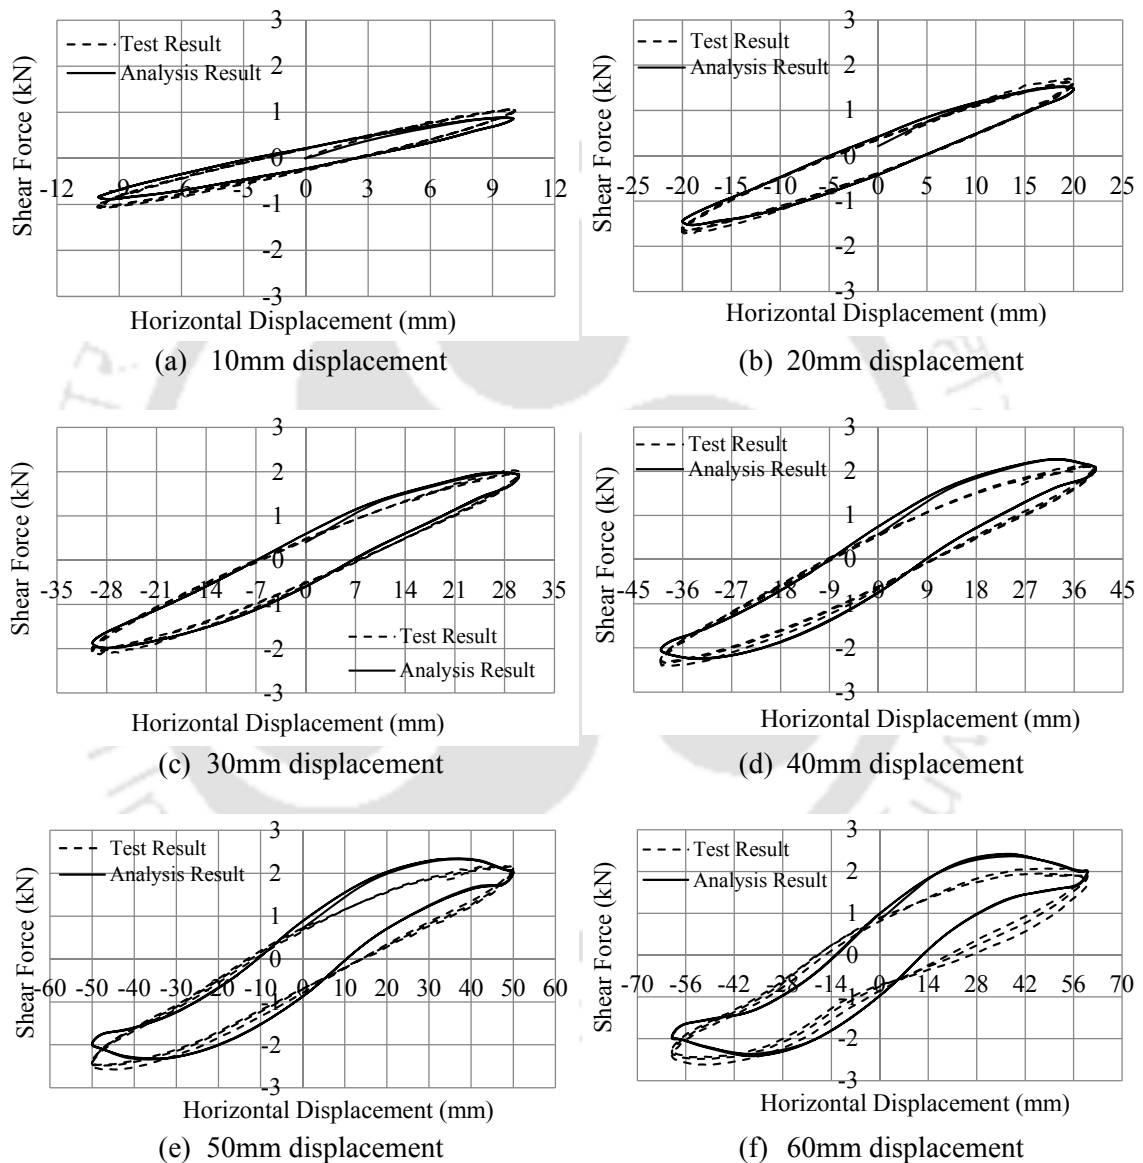 3
Test Result
Analysis Result
2
1
0
-1
-2
-3
-12 -9 -6 -3 0 3 6 9 12
Shear Force (kN)
Horizontal Displacement (mm)
(a) 10mm displacement
3
Test Result
Analysis Result
2
1
0
-1
-2
-3
-25 -20 -15 -10 -5 0 5 10 15 20 25
Shear Force (kN)
Horizontal Displacement (mm)
(b) 20mm displacement
3
2
1
0
-1
-2
-3
-35 -28 -21 -14 -7 0 7 14 21 28 35
Test Result
Analysis Result
Shear Force (kN)
Horizontal Displacement (mm)
(c) 30mm displacement
3
Test Result
Analysis Result
2
1
0
-1
-2
-3
-45 -36 -27 -18 -9 0 9 18 27 36 45
Shear Force (kN)
Horizontal Displacement (mm)
(d) 40mm displacement
3
Test Result
Analysis Result
2
1
0
-1
-2
-3
-60 -50 -40 -30 -20 -10 0 10 20 30 40 50 60
Shear Force (kN)
Horizontal Displacement (mm)
(e) 50mm displacement
3
Test Result
Analysis Result
2
1
0
-1
-2
-3
-70 -56 -42 -28 -14 0 14 28 42 56 70
Shear Force (kN)
Horizontal Displacement (mm)
(f) 60mm displacement